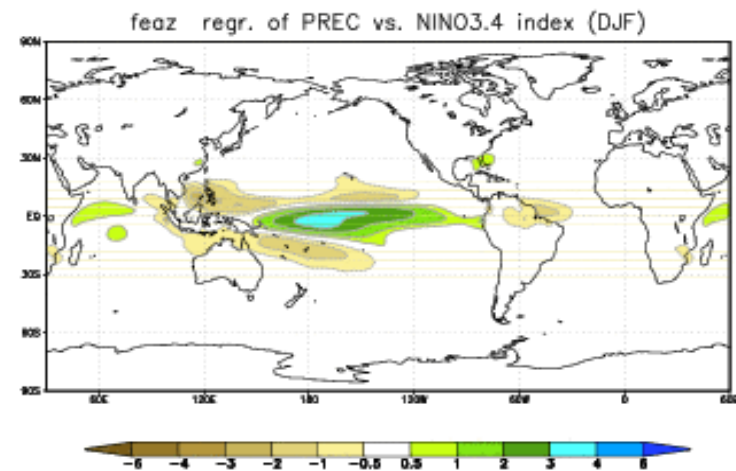 feaz regr. of PREC vs. NINO3.4 index (DJF)
90N
60N
30N
EQ
30S
60S
90S
60E 120E 180 120W 60W 0 60E
-5 -4 -3 -2 -1 -0.5 0.5 1 2 3 4 5